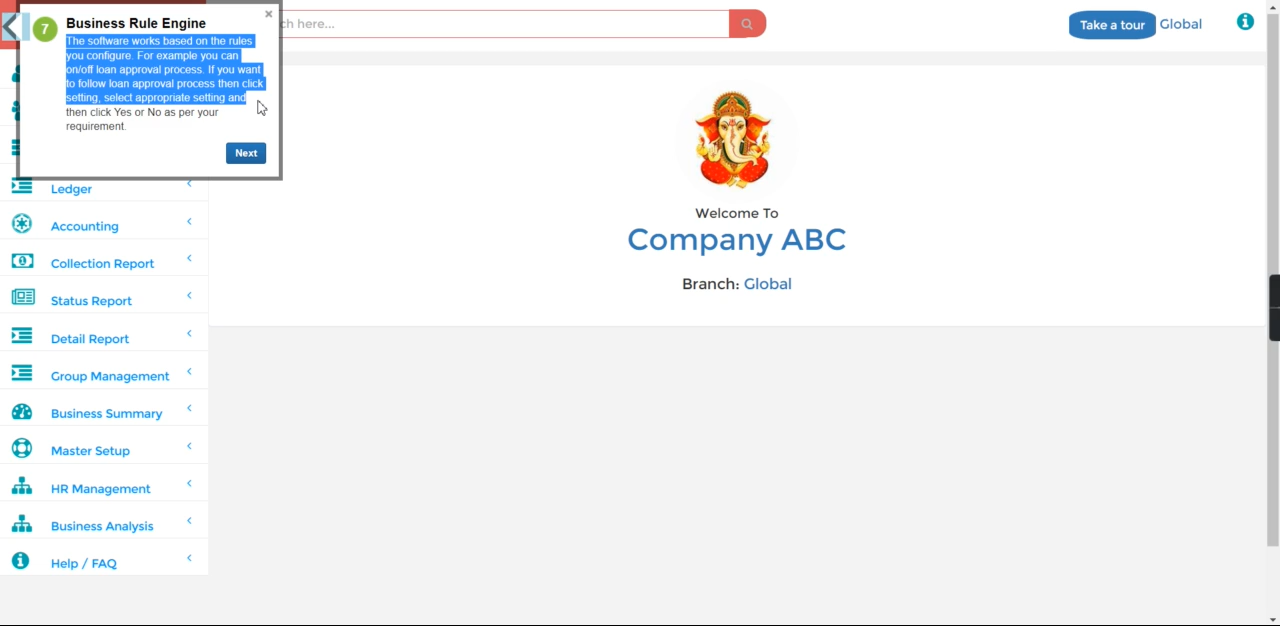 7
Business Rule Engine
×
The software works based on the rules
you configure. For example you can
on/off loan approval process. If you want
to follow loan approval process then click
setting, select appropriate setting and
then click Yes or No as per your
requirement.
Next
ch here...
Take a tour
Global
Ledger
Accounting
Collection Report
Status Report
Detail Report
Group Management
Business Summary
Master Setup
HR Management
Business Analysis
Help / FAQ
Welcome To
Company ABC
Branch: Global